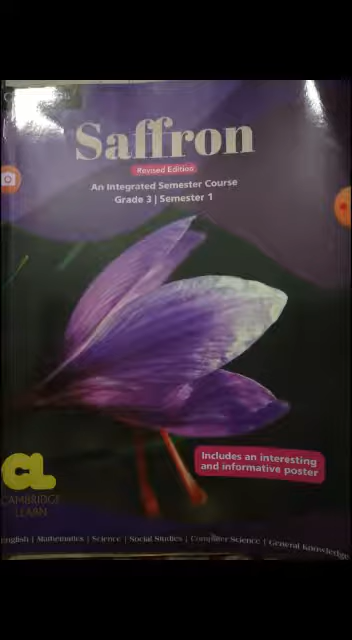 Saffron
Revised Edition
An Integrated Semester Course
Grade 3 | Semester 1
Includes an interesting
and informative poster
CL
CAMBRIDGE
LEARN
English | Mathematics | Science | Social Studies | Computer Science | General Knowledge